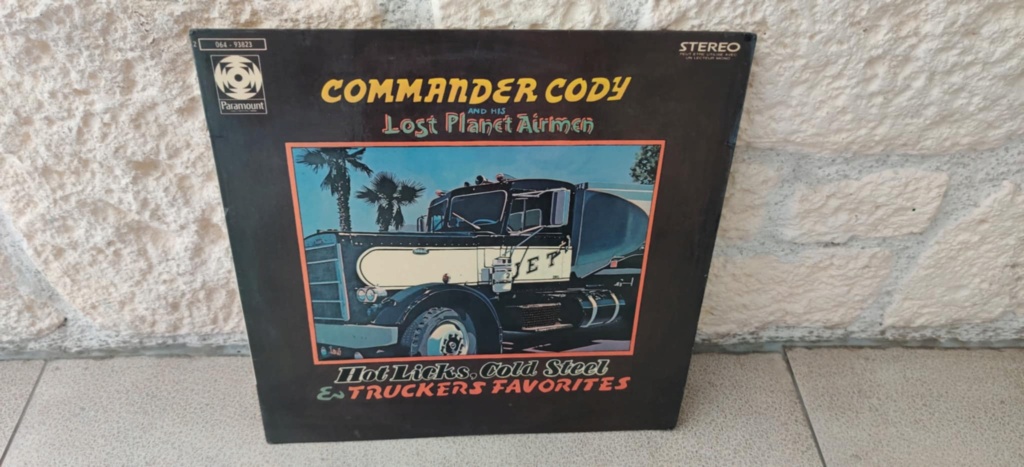 064 - 93823
STEREO
Paramount
COMMANDER CODY
AND HIS
Lost Planet Airmen
JET
Hot Licks, Cold Steel
& TRUCKERS FAVORITES